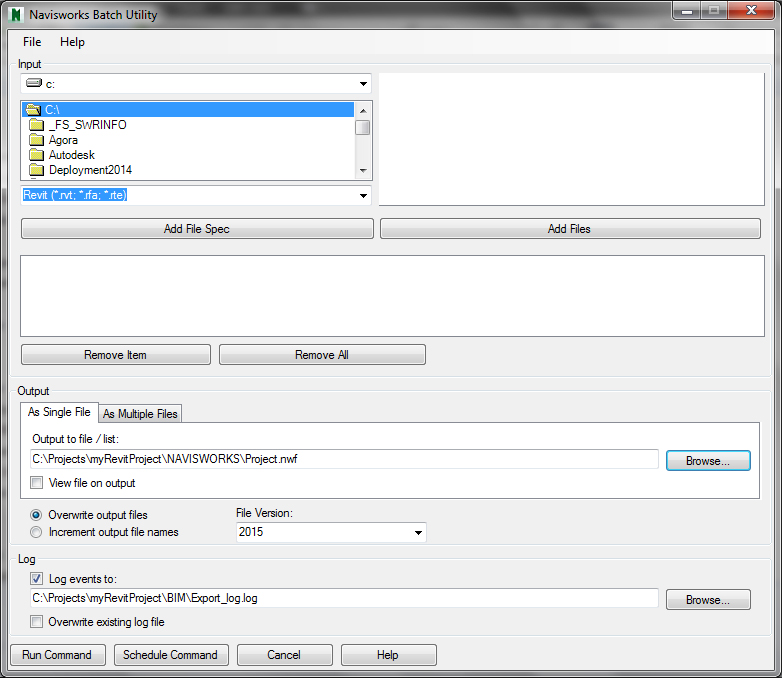 Navisworks Batch Utility
File Help
Input
c:
C:\
_FS_SWRINFO
Agora
Autodesk
Deployment2014
Revit (*.rvt; *.rfa; *.rte)
Add File Spec Add Files
Remove Item Remove All
Output
As Single File As Multiple Files
Output to file / list:
C:\Projects\myRevitProject\NAVISWORKS\Project.nwf
Browse...
View file on output
Overwrite output files File Version:
Increment output file names 2015
Log
Log events to:
C:\Projects\myRevitProject\BIM\Export_log.log
Browse...
Overwrite existing log file
Run Command Schedule Command Cancel Help